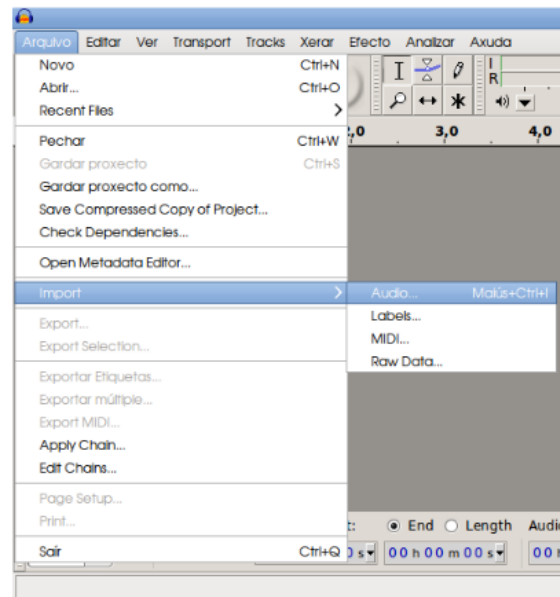 Arquivo Editar Ver Transport Tracks Xerar Efecto Analizar Axuda
Novo Ctrl+N
Abrir... Ctrl+O
Recent Files
Pechar Ctrl+W
Gardar proxecto Ctrl+S
Gardar proxecto como...
Save Compressed Copy of Project...
Check Dependencies...
Open Metadata Editor...
Import
Export...
Export Selection...
Exportar Etiquetas...
Exportar múltiple...
Export MIDI...
Apply Chain...
Edit Chains...
Page Setup...
Print...
Saír Ctrl+Q
Audio... Maiús+Ctrl+I
Labels...
MIDI...
Raw Data...
L
R
2,0 3,0 4,0
End Length Audi
00 h 00 m 00 s